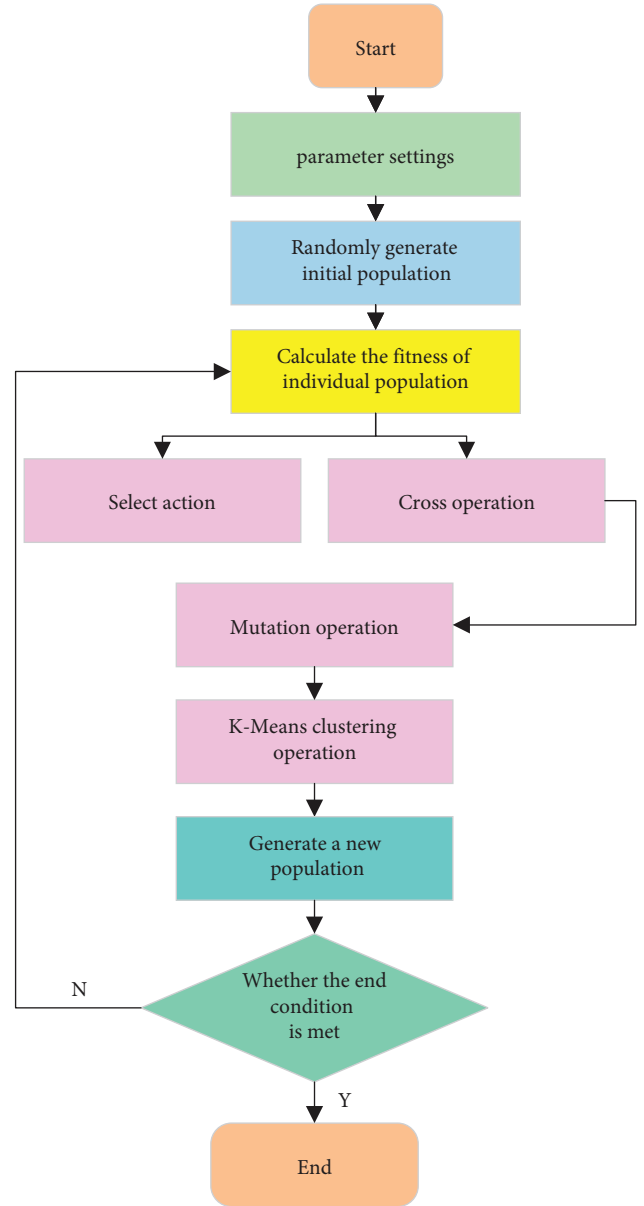 Start
parameter settings
Randomly generate
initial population
Calculate the fitness of
individual population
Select action
Cross operation
Mutation operation
K-Means clustering
operation
Generate a new
population
Whether the end
condition
is met
N
Y
End